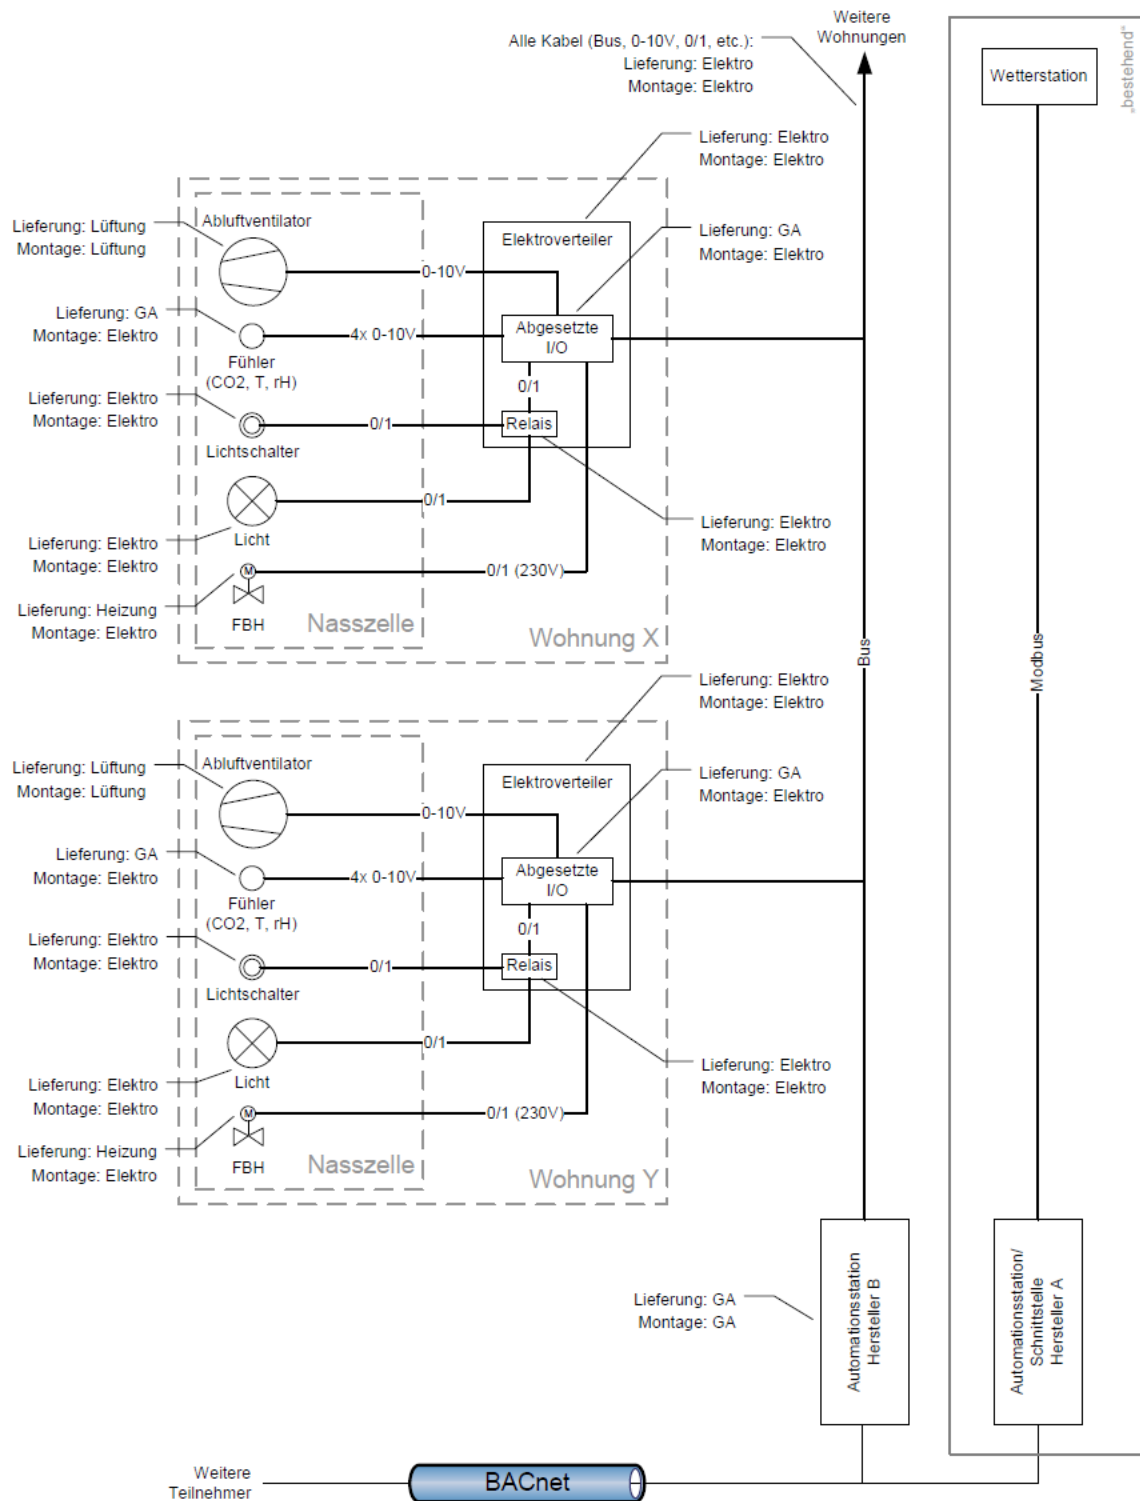 Weitere
Wohnungen
Alle Kabel (Bus, 0-10V, 0/1, etc.):
Lieferung: Elektro
Montage: Elektro
„bestehend“
Wetterstation
Lieferung: Elektro
Montage: Elektro
Lieferung: Lüftung
Montage: Lüftung
Abluftventilator
Elektroverteiler
Lieferung: GA
Montage: Elektro
0-10V
Lieferung: GA
Montage: Elektro
4x 0-10V
Abgesetzte
I/O
Fühler
(CO2, T, rH)
0/1
Lieferung: Elektro
Montage: Elektro
0/1
Relais
Lichtschalter
0/1
Licht
Lieferung: Elektro
Montage: Elektro
Lieferung: Elektro
Montage: Elektro
M
0/1 (230V)
Lieferung: Heizung
Montage: Elektro
FBH
Nasszelle
Wohnung X
Bus
Modbus
Lieferung: Elektro
Montage: Elektro
Lieferung: Lüftung
Montage: Lüftung
Abluftventilator
Elektroverteiler
Lieferung: GA
Montage: Elektro
0-10V
Lieferung: GA
Montage: Elektro
4x 0-10V
Abgesetzte
I/O
Fühler
(CO2, T, rH)
0/1
Lieferung: Elektro
Montage: Elektro
0/1
Relais
Lichtschalter
0/1
Licht
Lieferung: Elektro
Montage: Elektro
Lieferung: Elektro
Montage: Elektro
M
0/1 (230V)
Lieferung: Heizung
Montage: Elektro
FBH
Nasszelle
Wohnung Y
Lieferung: GA
Montage: GA
Automationsstation
Hersteller B
Automationsstation/
Schnittstelle
Hersteller A
Weitere
Teilnehmer
BACnet